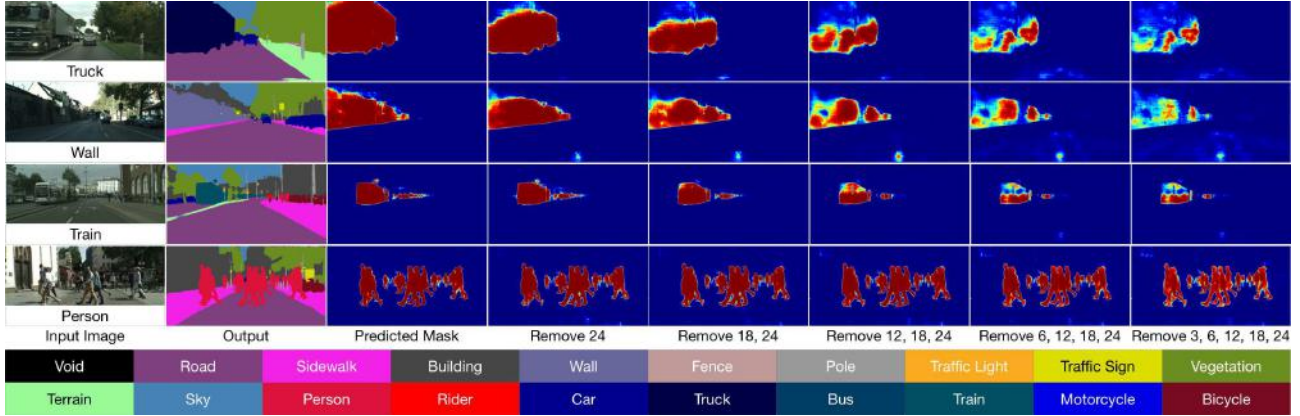 Truck
Wall
Train
Person
Input Image Output Predicted Mask Remove 24 Remove 18, 24 Remove 12, 18, 24 Remove 6, 12, 18, 24 Remove 3, 6, 12, 18, 24
Void Road Sidewalk Building Wall Fence Pole Traffic Light Traffic Sign Vegetation
Terrain Sky Person Rider Car Truck Bus Train Motorcycle Bicycle